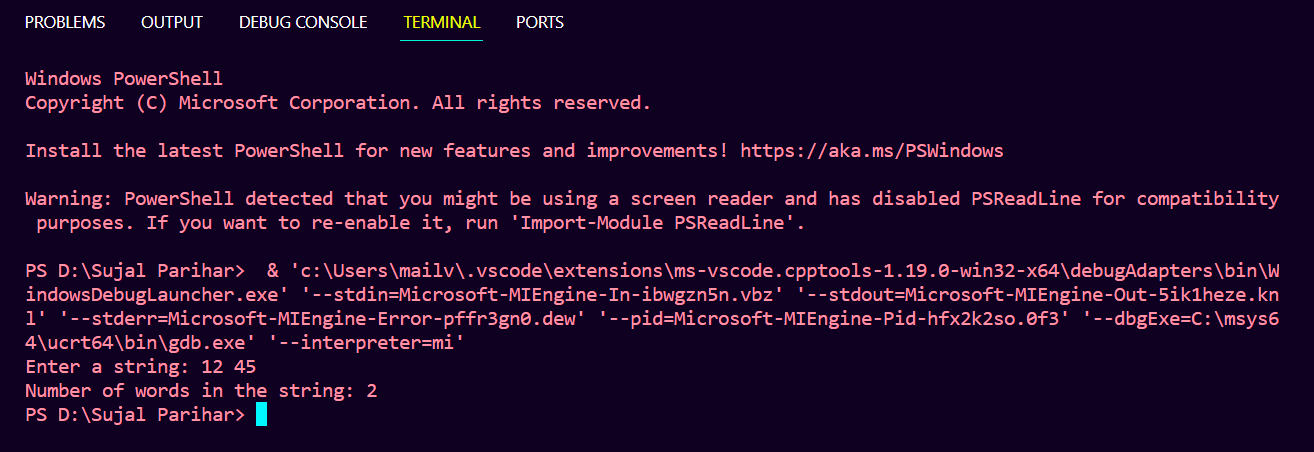 PROBLEMS OUTPUT DEBUG CONSOLE TERMINAL PORTS
Windows PowerShell
Copyright (C) Microsoft Corporation. All rights reserved.
Install the latest PowerShell for new features and improvements! https://aka.ms/PSWindows
Warning: PowerShell detected that you might be using a screen reader and has disabled PSReadLine for compatibility
purposes. If you want to re-enable it, run 'Import-Module PSReadLine'.
PS D:\Sujal Parihar>  & 'c:\Users\mailv\.vscode\extensions\ms-vscode.cpptools-1.19.0-win32-x64\debugAdapters\bin\W
indowsDebugLauncher.exe' '--stdin=Microsoft-MIEngine-In-ibwgzn5n.vbz' '--stdout=Microsoft-MIEngine-Out-5ik1heze.kn
l' '--stderr=Microsoft-MIEngine-Error-pffr3gn0.dew' '--pid=Microsoft-MIEngine-Pid-hfx2k2so.0f3' '--dbgExe=C:\msys6
4\ucrt64\bin\gdb.exe' '--interpreter=mi'
Enter a string: 12 45
Number of words in the string: 2
PS D:\Sujal Parihar>